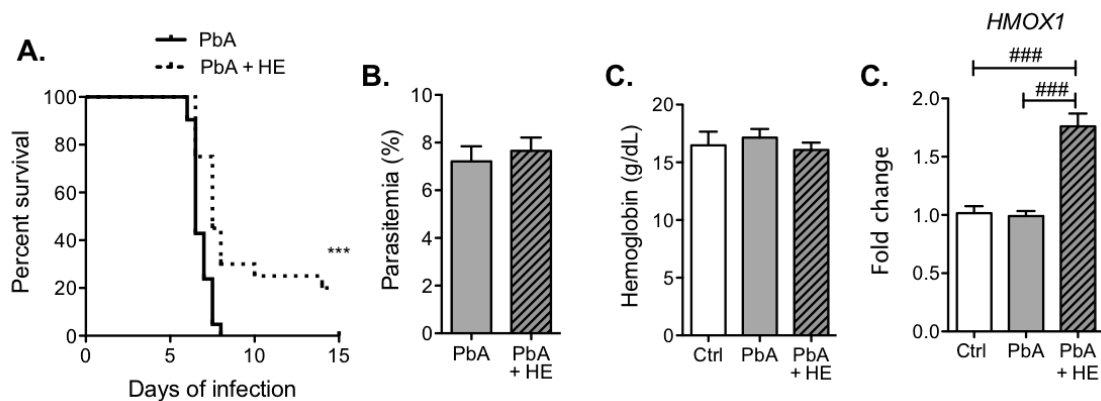 HMOX1
A.
PbA
PbA + HE
B.
C.
C.
###
###
***
Percent survival
100
80
60
40
20
0
0 5 10 15
Days of infection
Parasitemia (%)
10
8
6
4
2
0
PbA PbA
+ HE
Hemoglobin (g/dL)
20
15
10
5
0
Ctrl PbA PbA
+ HE
Fold change
2.0
1.5
1.0
0.5
0.0
Ctrl PbA PbA
+ HE